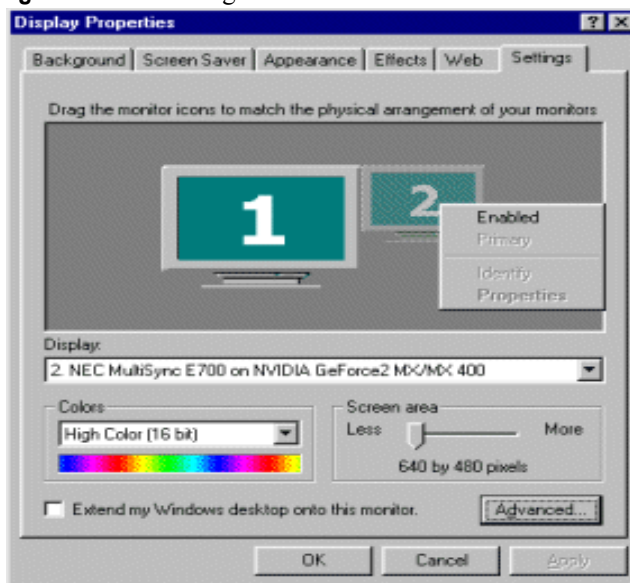 Display Properties
Background Screen Saver Appearance Effects Web Settings
Drag the monitor icons to match the physical arrangement of your monitors
1 2
Enabled
Primary
Identify
Properties
Display:
2. NEC MultiSync E700 on NVIDIA GeForce2 MX/MX 400
Colors
High Color (16 bit)
Screen area
Less More
640 by 480 pixels
Extend my Windows desktop onto this monitor.
Advanced...
OK Cancel Apply